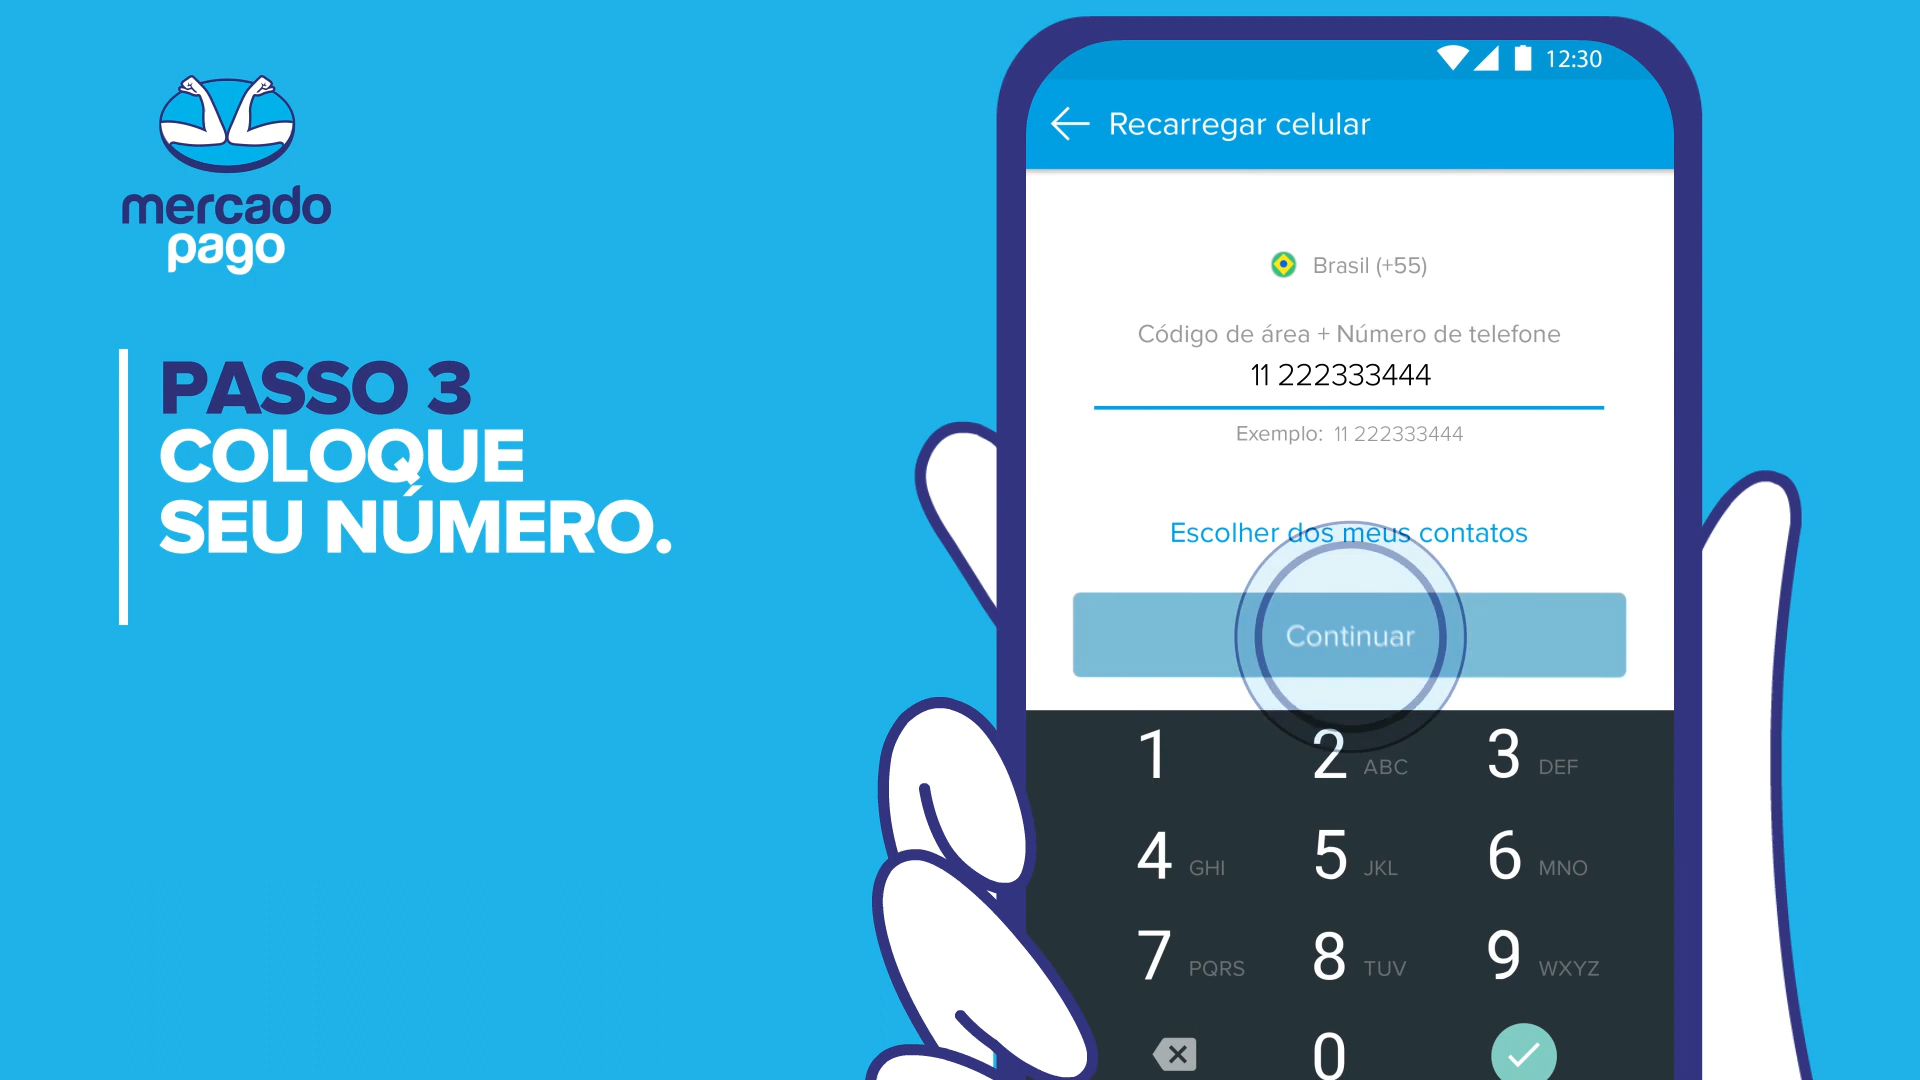 mercado
pago
PASSO 3
COLOQUE
SEU NÚMERO.
12:30
Recarregar celular
Brasil (+55)
Código de área + Número de telefone
11 222333444
Exemplo: 11 222333444
Escolher dos meus contatos
Continuar
1 2 ABC 3 DEF
4 GHI 5 JKL 6 MNO
7 PQRS 8 TUV 9 WXYZ
0